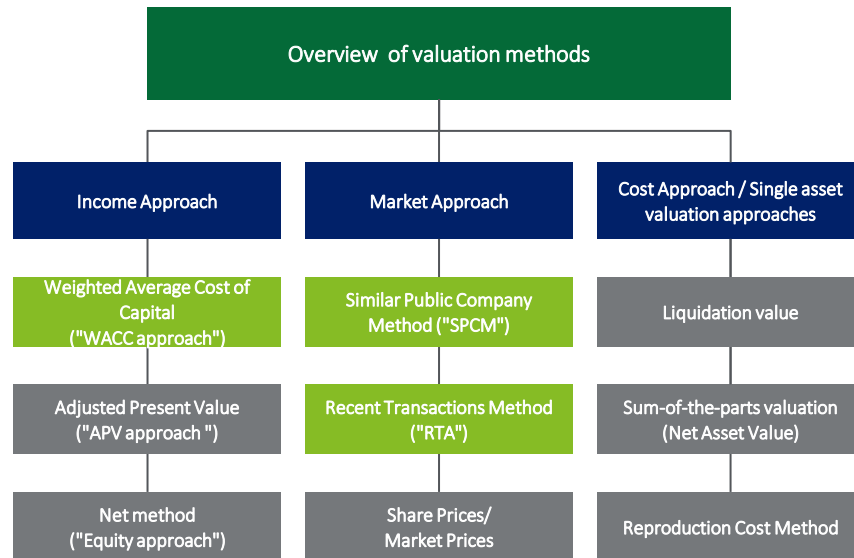 Overview of valuation methods
Income Approach
Market Approach
Cost Approach / Single asset
valuation approaches
Weighted Average Cost of
Capital
("WACC approach")
Similar Public Company
Method ("SPCM")
Liquidation value
Adjusted Present Value
("APV approach ")
Recent Transactions Method
("RTA")
Sum-of-the-parts valuation
(Net Asset Value)
Net method
("Equity approach")
Share Prices/
Market Prices
Reproduction Cost Method